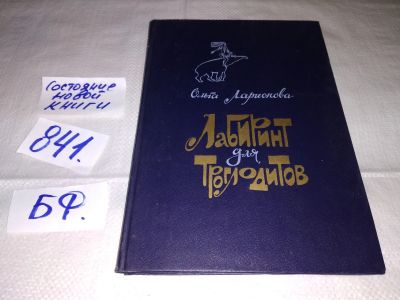 Состояние
новой
книги
841.
БФ.
Ольга Ларионова
Лабиринт
для
троглодитов